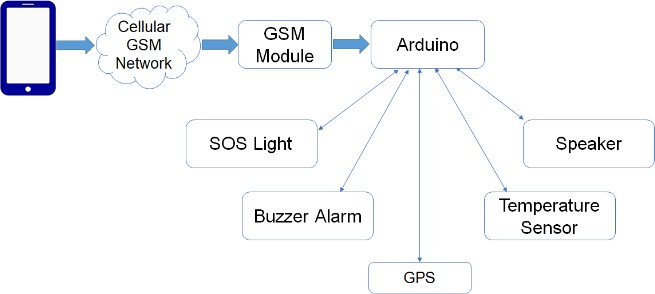 Cellular
GSM
Network
GSM
Module
Arduino
SOS Light
Speaker
Buzzer Alarm
Temperature
Sensor
GPS